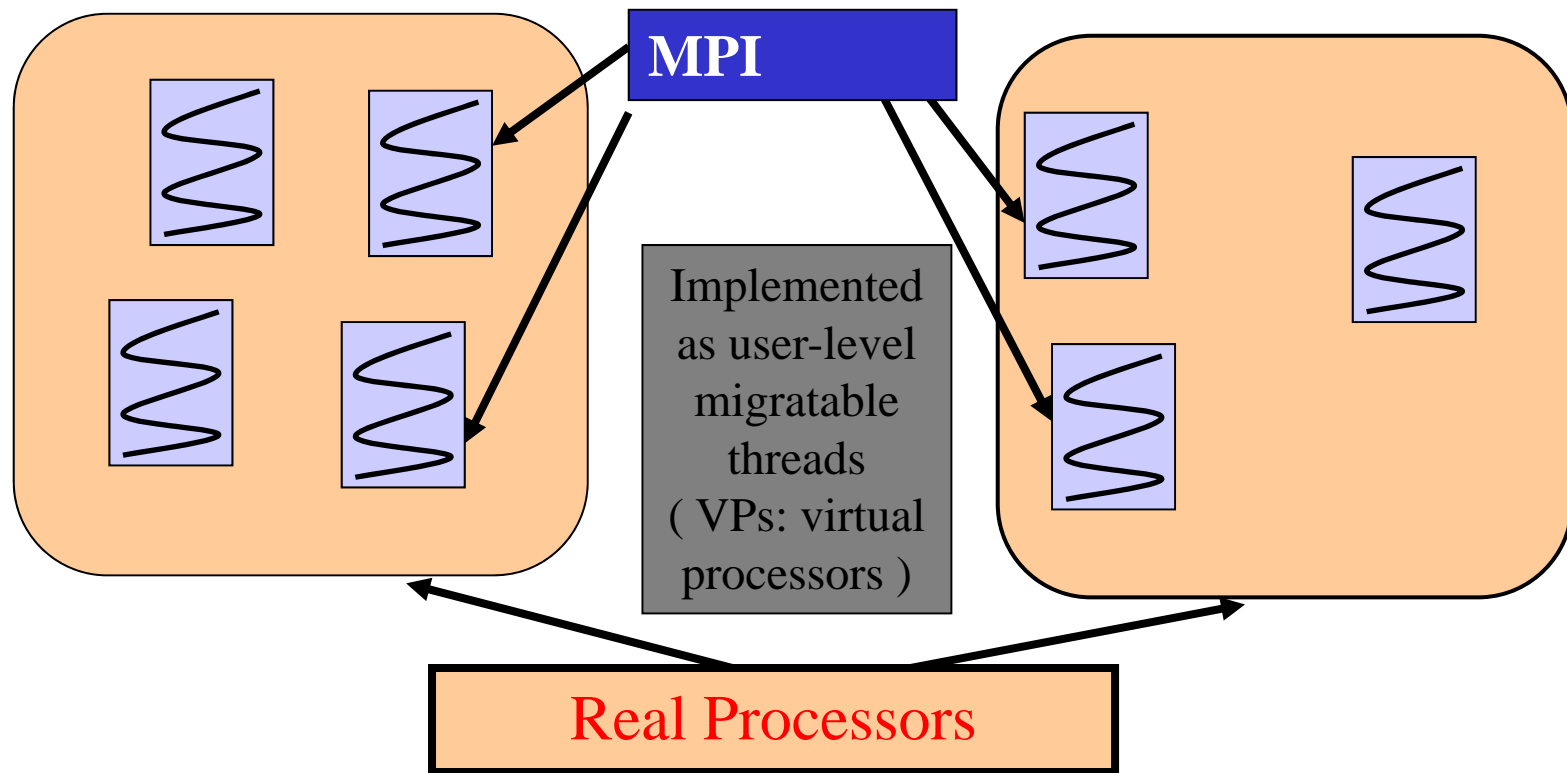 MPI
Implemented
as user-level
migratable
threads
( VPs: virtual
processors )
Real Processors